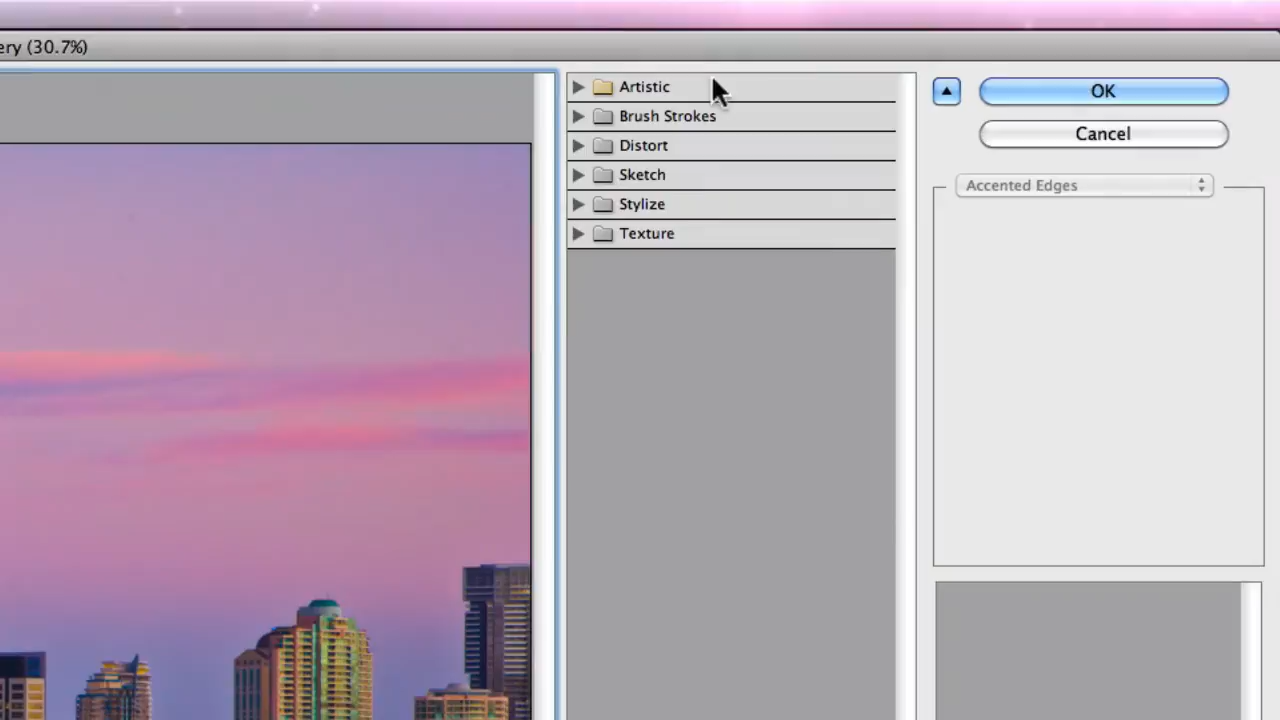 ery (30.7%)
Artistic
Brush Strokes
Distort
Sketch
Stylize
Texture
OK
Cancel
Accented Edges